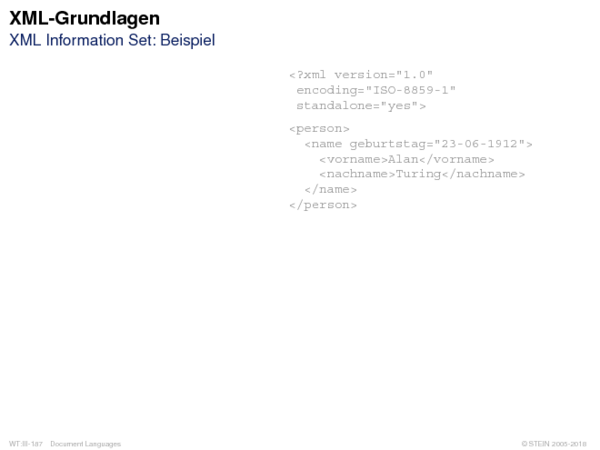 XML-Grundlagen
XML Information Set: Beispiel
<?xml version="1.0"
encoding="ISO-8859-1"
standalone="yes">
<person>
<name geburtstag="23-06-1912">
<vorname>Alan</vorname>
<nachname>Turing</nachname>
</name>
</person>
WT:III-187 Document Languages
© STEIN 2005-2018